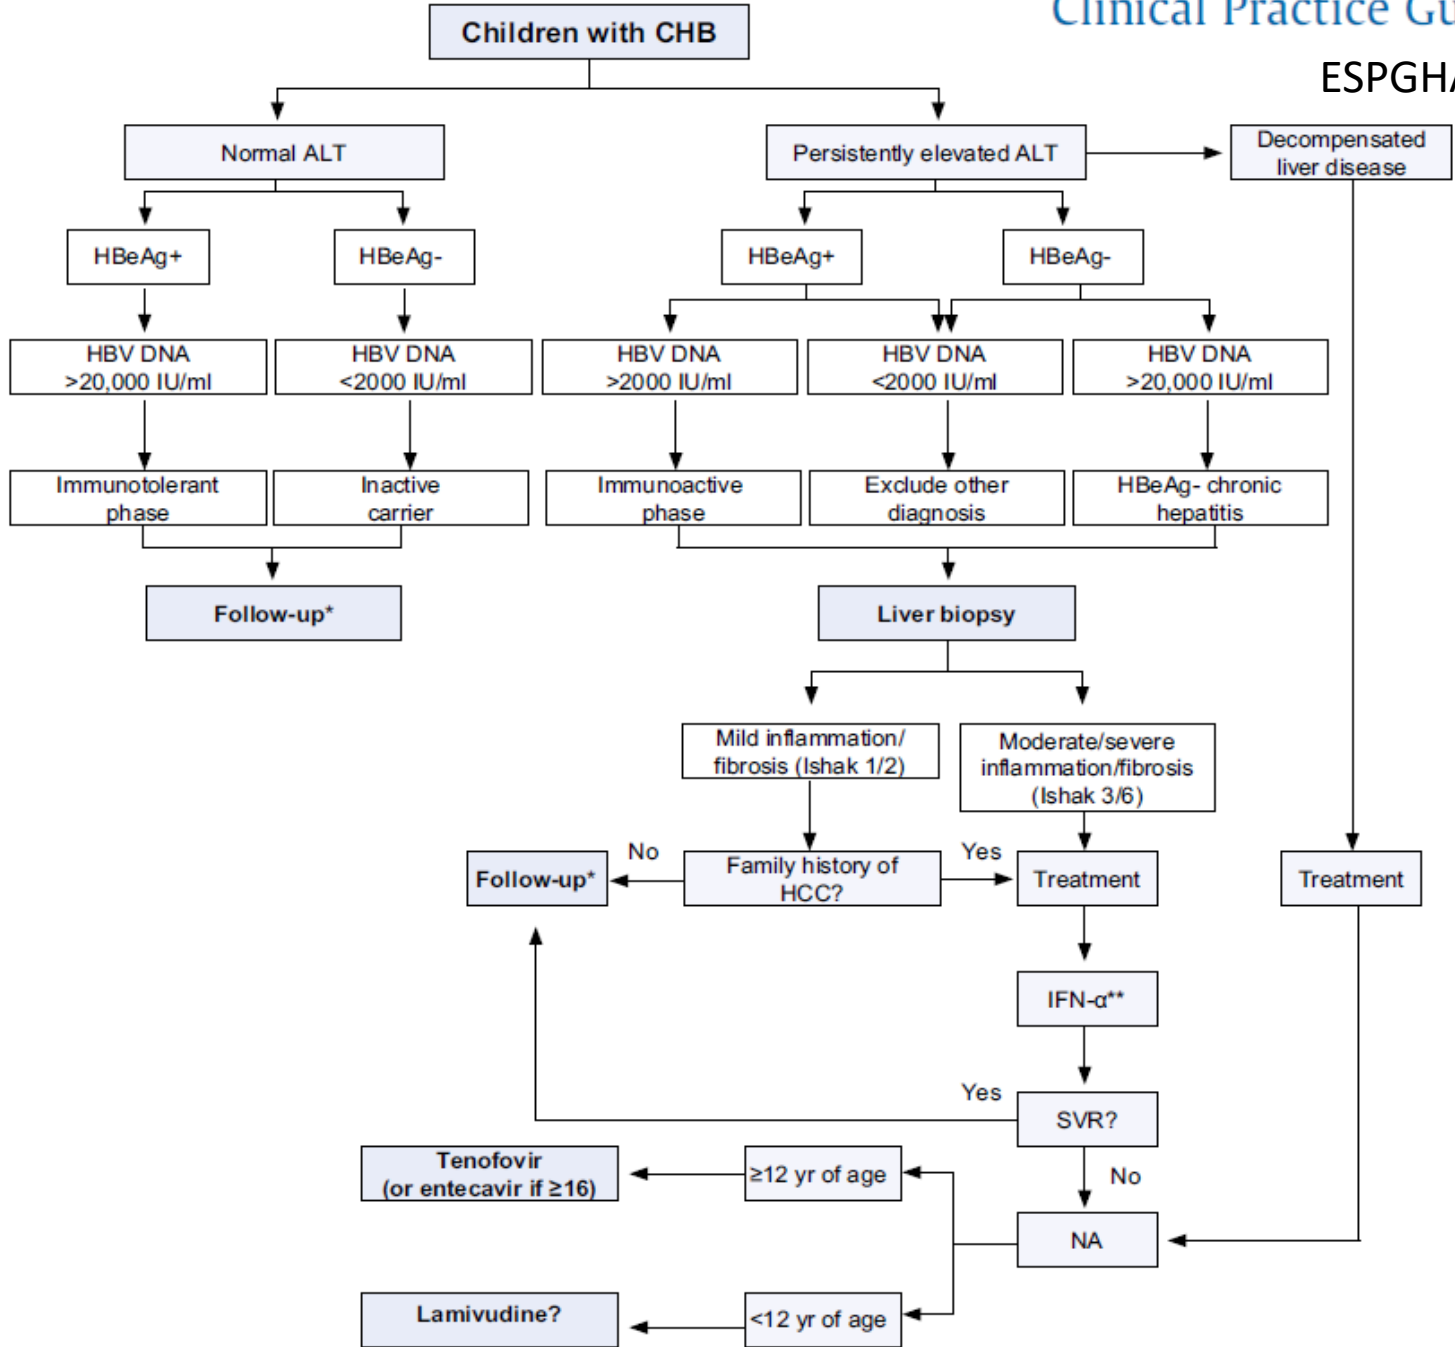 Clinical Practice Gu
ESPGHA
Children with CHB
Normal ALT
Persistently elevated ALT
Decompensated
liver disease
HBeAg+
HBeAg-
HBeAg+
HBeAg-
HBV DNA
>20,000 IU/ml
HBV DNA
<2000 IU/ml
HBV DNA
>2000 IU/ml
HBV DNA
<2000 IU/ml
HBV DNA
>20,000 IU/ml
Immunotolerant
phase
Inactive
carrier
Immunoactive
phase
Exclude other
diagnosis
HBeAg- chronic
hepatitis
Follow-up*
Liver biopsy
Mild inflammation/
fibrosis (Ishak 1/2)
Moderate/severe
inflammation/fibrosis
(Ishak 3/6)
Follow-up*
No
Family history of
HCC?
Yes
Treatment
Treatment
IFN-α**
Yes
SVR?
No
Tenofovir
(or entecavir if ≥16)
≥12 yr of age
NA
Lamivudine?
<12 yr of age